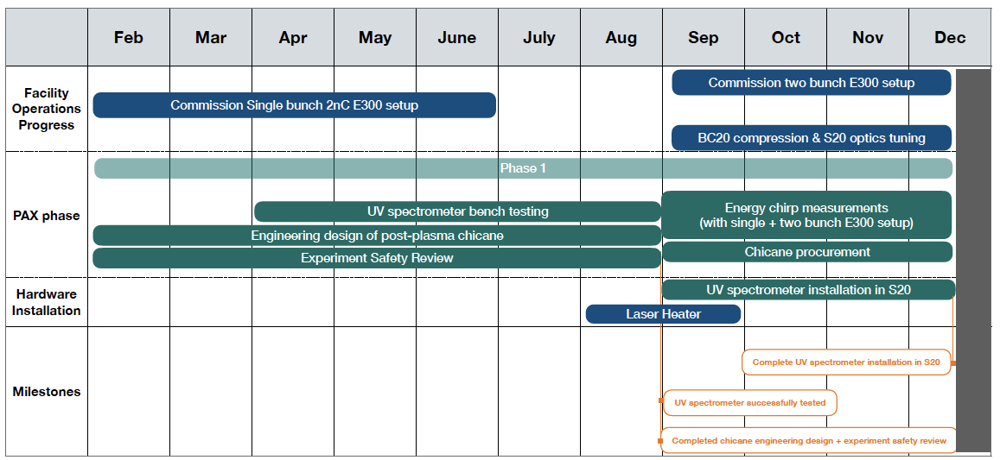 Feb Mar Apr May June July Aug Sep Oct Nov Dec
Facility
Operations
Progress
Commission Single bunch 2nC E300 setup
Commission two bunch E300 setup
BC20 compression & S20 optics tuning
PAX phase
Phase 1
UV spectrometer bench testing
Engineering design of post-plasma chicane
Experiment Safety Review
Energy chirp measurements
(with single + two bunch E300 setup)
Chicane procurement
Hardware
Installation
UV spectrometer installation in S20
Laser Heater
Milestones
Complete UV spectrometer installation in S20
UV spectrometer successfully tested
Completed chicane engineering design + experiment safety review